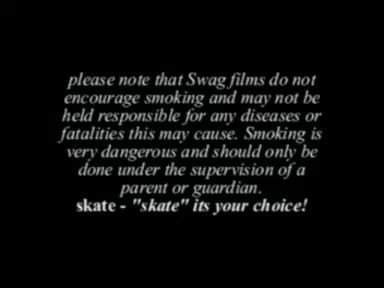 please note that Swag films do not
encourage smoking and may not be
held responsible for any diseases or
fatalities this may cause. Smoking is
very dangerous and should only be
done under the supervision of a
parent or guardian.
skate - "skate" its your choice!